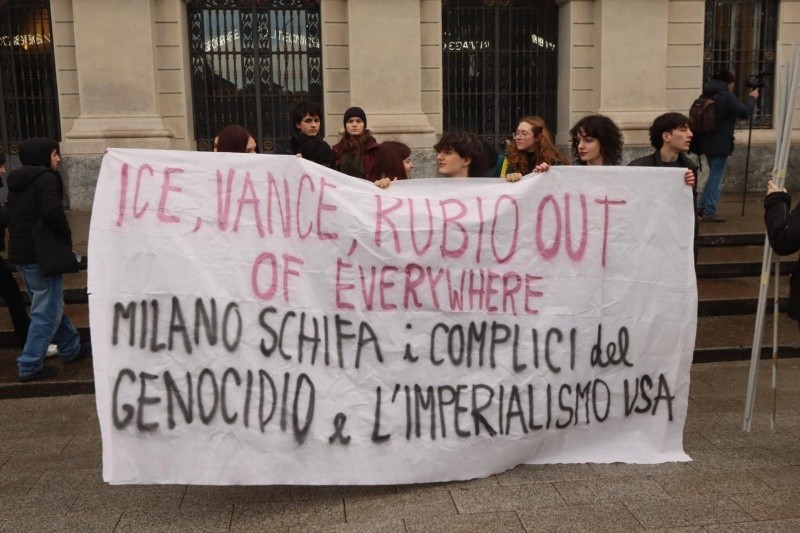 ICE, VANCE, RUBIO OUT
OF EVERYWHERE
MILANO SCHIFA i COMPLICI del
GENOCIDIO e L'IMPERIALISMO USA